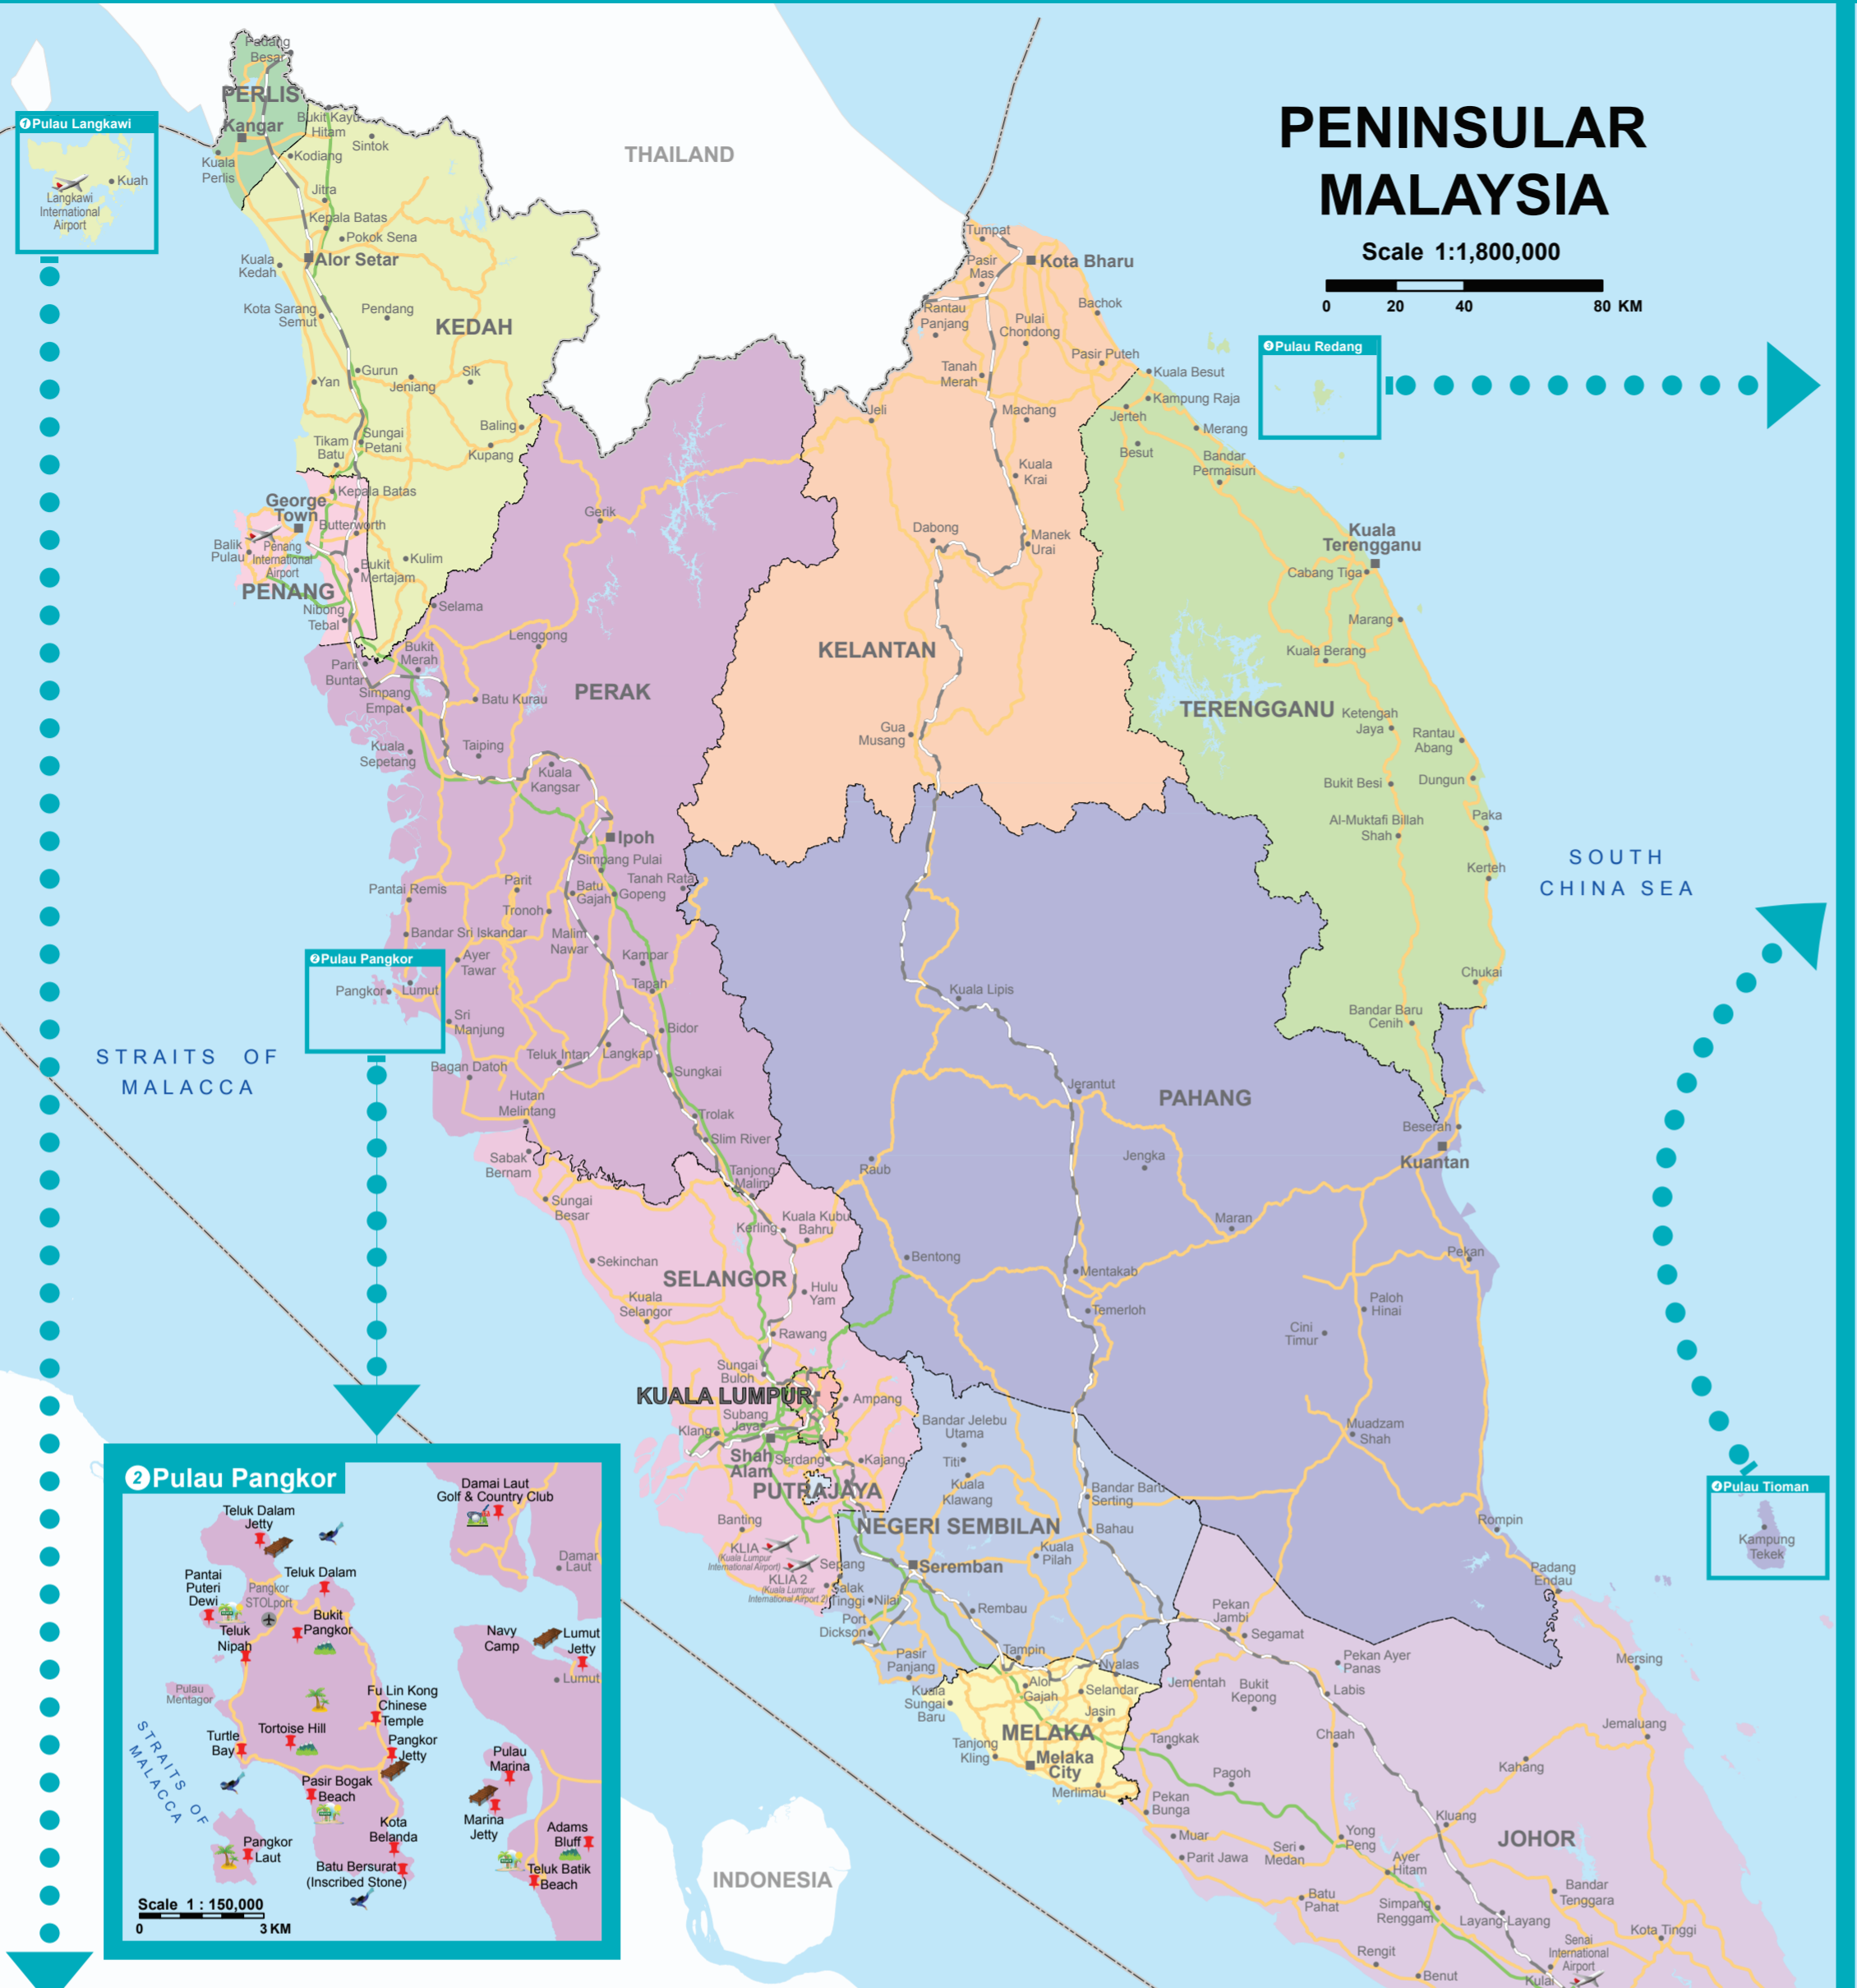 PENINSULAR
MALAYSIA
Scale 1:1,800,000
0 20 40 80 KM
❶Pulau Langkawi
Kuah
Langkawi
International
Airport
Padang
Besar
PERLIS
Kangar
Kuala
Perlis
THAILAND
Bukit Kayu
Hitam
Sintok
Kodiang
Jitra
Kepala Batas
Pokok Sena
Alor Setar
Kuala
Kedah
Kota Sarang
Semut
Pendang
KEDAH
Gurun
Jeniang
Sik
Yan
Sungai
Petani
Tikam
Batu
Baling
Kupang
Kepala Batas
George
Town
Butterworth
Balik
Pulau
Penang
International
Airport
Bukit
Mertajam
Kulim
PENANG
Nibong
Tebal
Selama
Gerik
Lenggong
Bukit
Merah
Parit
Buntar
Simpang
Empat
Batu Kurau
PERAK
Kuala
Sepetang
Taiping
Kuala
Kangsar
Ipoh
Simpang Pulai
Tanah Rata
Batu
Gajah
Gopeng
Parit
Tronoh
Pantai Remis
Bandar Sri Iskandar
Malim
Nawar
Ayer
Tawar
Kampar
Tapah
❷Pulau Pangkor
Pangkor
Lumut
Sri
Manjung
Bidor
Teluk Intan
Langkap
Bagan Datoh
Sungkai
Hutan
Melintang
Trolak
Slim River
Tumpat
Kota Bharu
Pasir
Mas
Rantau
Panjang
Bachok
Pulai
Chondong
Pasir Puteh
Tanah
Merah
Machang
Jeli
Kuala
Krai
Dabong
Manek
Urai
KELANTAN
Gua
Musang
❸Pulau Redang
Kuala Besut
Kampung Raja
Jerteh
Merang
Besut
Bandar
Permaisuri
Kuala
Terengganu
Cabang Tiga
Marang
Kuala Berang
TERENGGANU
Ketengah
Jaya
Rantau
Abang
Bukit Besi
Dungun
Al-Muktafi Billah
Shah
Paka
Kerteh
Chukai
Bandar Baru
Cenih
SOUTH
CHINA SEA
STRAITS OF
MALACCA
Kuala Lipis
Jerantut
PAHANG
Beserah
Kuantan
Raub
Jengka
Maran
Bentong
Mentakab
Temerloh
Pekan
Paloh
Hinai
Cini
Timur
Muadzam
Shah
Rompin
Padang
Endau
❹Pulau Tioman
Kampung
Tekek
Sabak
Bernam
Tanjong
Malim
Sungai
Besar
Kerling
Kuala Kubu
Bahru
Sekinchan
SELANGOR
Hulu
Yam
Kuala
Selangor
Rawang
Sungai
Buloh
KUALA LUMPUR
Ampang
Subang
Jaya
Klang
Shah
Alam
Serdang
Kajang
PUTRAJAYA
Banting
KLIA
(Kuala Lumpur
International Airport)
KLIA 2
(Kuala Lumpur
International Airport 2)
Sepang
Salak
Tinggi
Nilai
Bandar Jelebu
Utama
Titi
Kuala
Klawang
Bandar Baru
Serting
NEGERI SEMBILAN
Bahau
Kuala
Pilah
Seremban
Rembau
Port
Dickson
Pasir
Panjang
Tampin
Nyalas
Alor
Gajah
Selandar
Kuala
Sungai
Baru
Jasin
MELAKA
Melaka
City
Tanjong
Kling
Merlimau
Pekan
Jambi
Segamat
Pekan Ayer
Panas
Jementah
Bukit
Kepong
Labis
Mersing
Tangkak
Chaah
Jemaluang
Kahang
Pagoh
Pekan
Bunga
Kluang
JOHOR
Muar
Yong
Peng
Seri
Medan
Parit Jawa
Ayer
Hitam
Batu
Pahat
Simpang
Renggam
Bandar
Tenggara
Layang-Layang
Kota Tinggi
Senai
International
Airport
Rengit
Benut
Kulai
INDONESIA
❷Pulau Pangkor
Teluk Dalam
Jetty
Damai Laut
Golf & Country Club
Damar
Laut
Pantai
Puteri
Dewi
Pangkor
STOLport
Teluk Dalam
Bukit
Pangkor
Teluk
Nipah
Navy
Camp
Lumut
Jetty
Lumut
Pulau
Mentagor
Fu Lin Kong
Chinese
Temple
Turtle
Bay
Tortoise Hill
Pangkor
Jetty
STRAITS OF
MALACCA
Pasir Bogak
Beach
Pulau
Marina
Marina
Jetty
Kota
Belanda
Adams
Bluff
Pangkor
Laut
Batu Bersurat
(Inscribed Stone)
Teluk Batik
Beach
Scale 1 : 150,000
0 3 KM